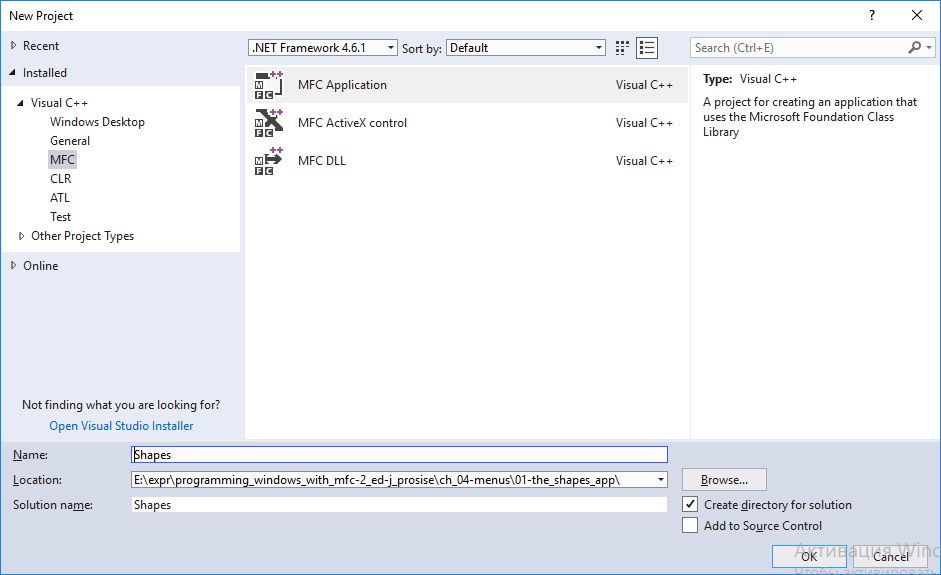 New Project
?
Recent
.NET Framework 4.6.1 Sort by: Default
Search (Ctrl+E)
Installed
Visual C++
Windows Desktop
General
MFC
CLR
ATL
Test
Other Project Types
Online
Not finding what you are looking for?
Open Visual Studio Installer
MFC Application Visual C++
MFC ActiveX control Visual C++
MFC DLL Visual C++
Type: Visual C++
A project for creating an application that
uses the Microsoft Foundation Class
Library
Name: Shapes
Location: E:\expr\programming_windows_with_mfc-2_ed-j_prosise\ch_04-menus\01-the_shapes_app\
Browse...
Solution name: Shapes
Create directory for solution
Add to Source Control
Активация Winc
OK Cancel
Чтобы активировать